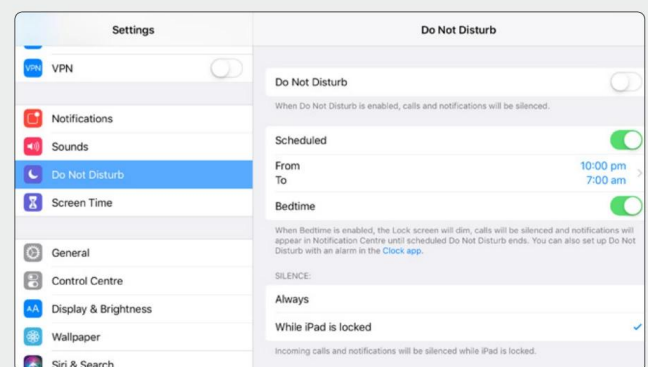 Settings
VPN VPN
Notifications
Sounds
Do Not Disturb
Screen Time
General
Control Centre
AA Display & Brightness
Wallpaper
Siri & Search
Do Not Disturb
Do Not Disturb
When Do Not Disturb is enabled, calls and notifications will be silenced.
Scheduled
From 10:00 pm
To 7:00 am
Bedtime
When Bedtime is enabled, the Lock screen will dim, calls will be silenced and notifications will
appear in Notification Centre until scheduled Do Not Disturb ends. You can also set up Do Not
Disturb with an alarm in the Clock app.
SILENCE:
Always
While iPad is locked
Incoming calls and notifications will be silenced while iPad is locked.